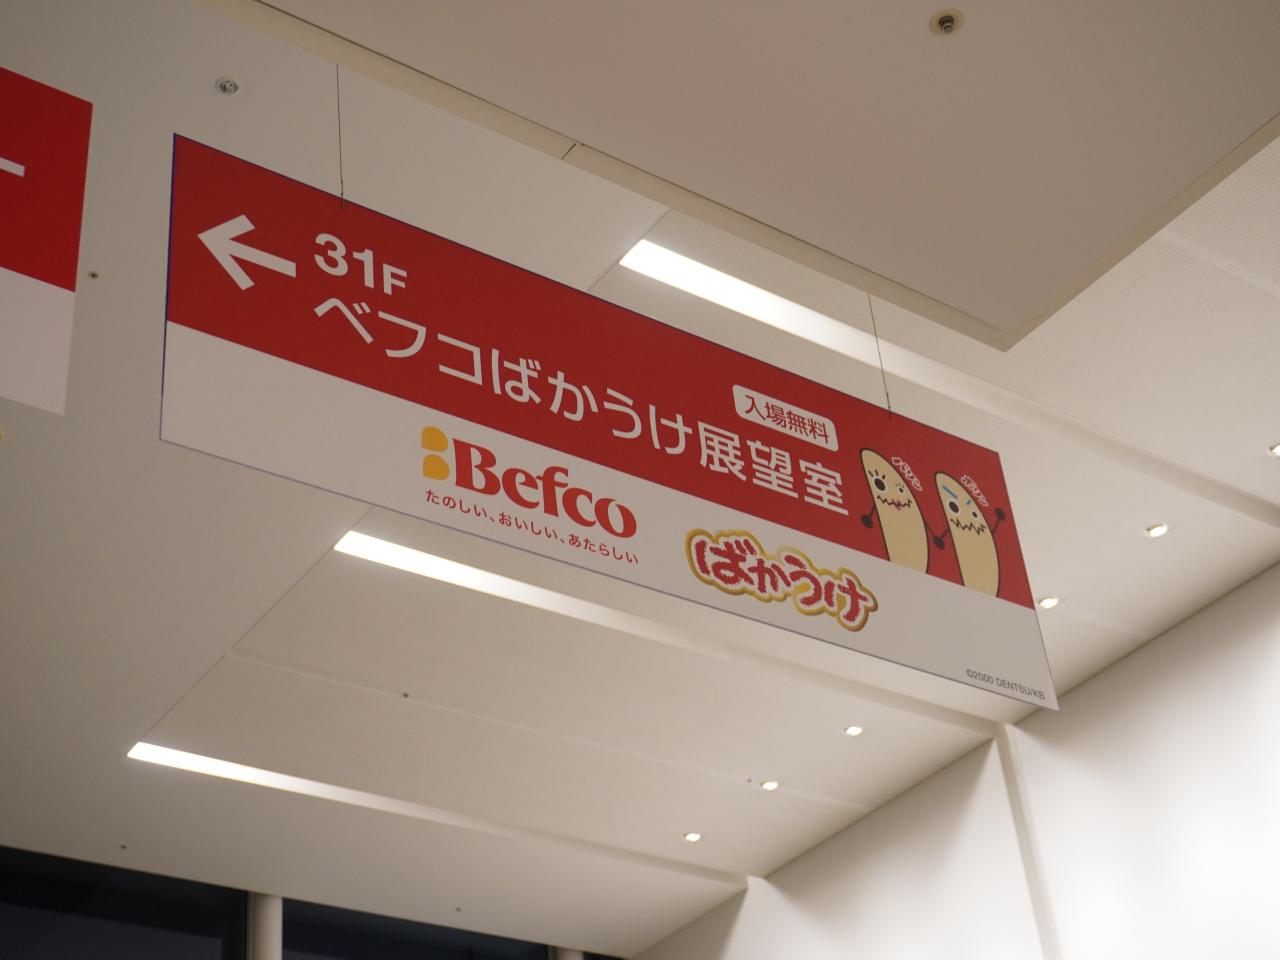 31F
ベフコばかうけ展望室
入場無料
Befco
たのしい、おいしい、あたらしい
ばかうけ
©2000 DENTSU/KB